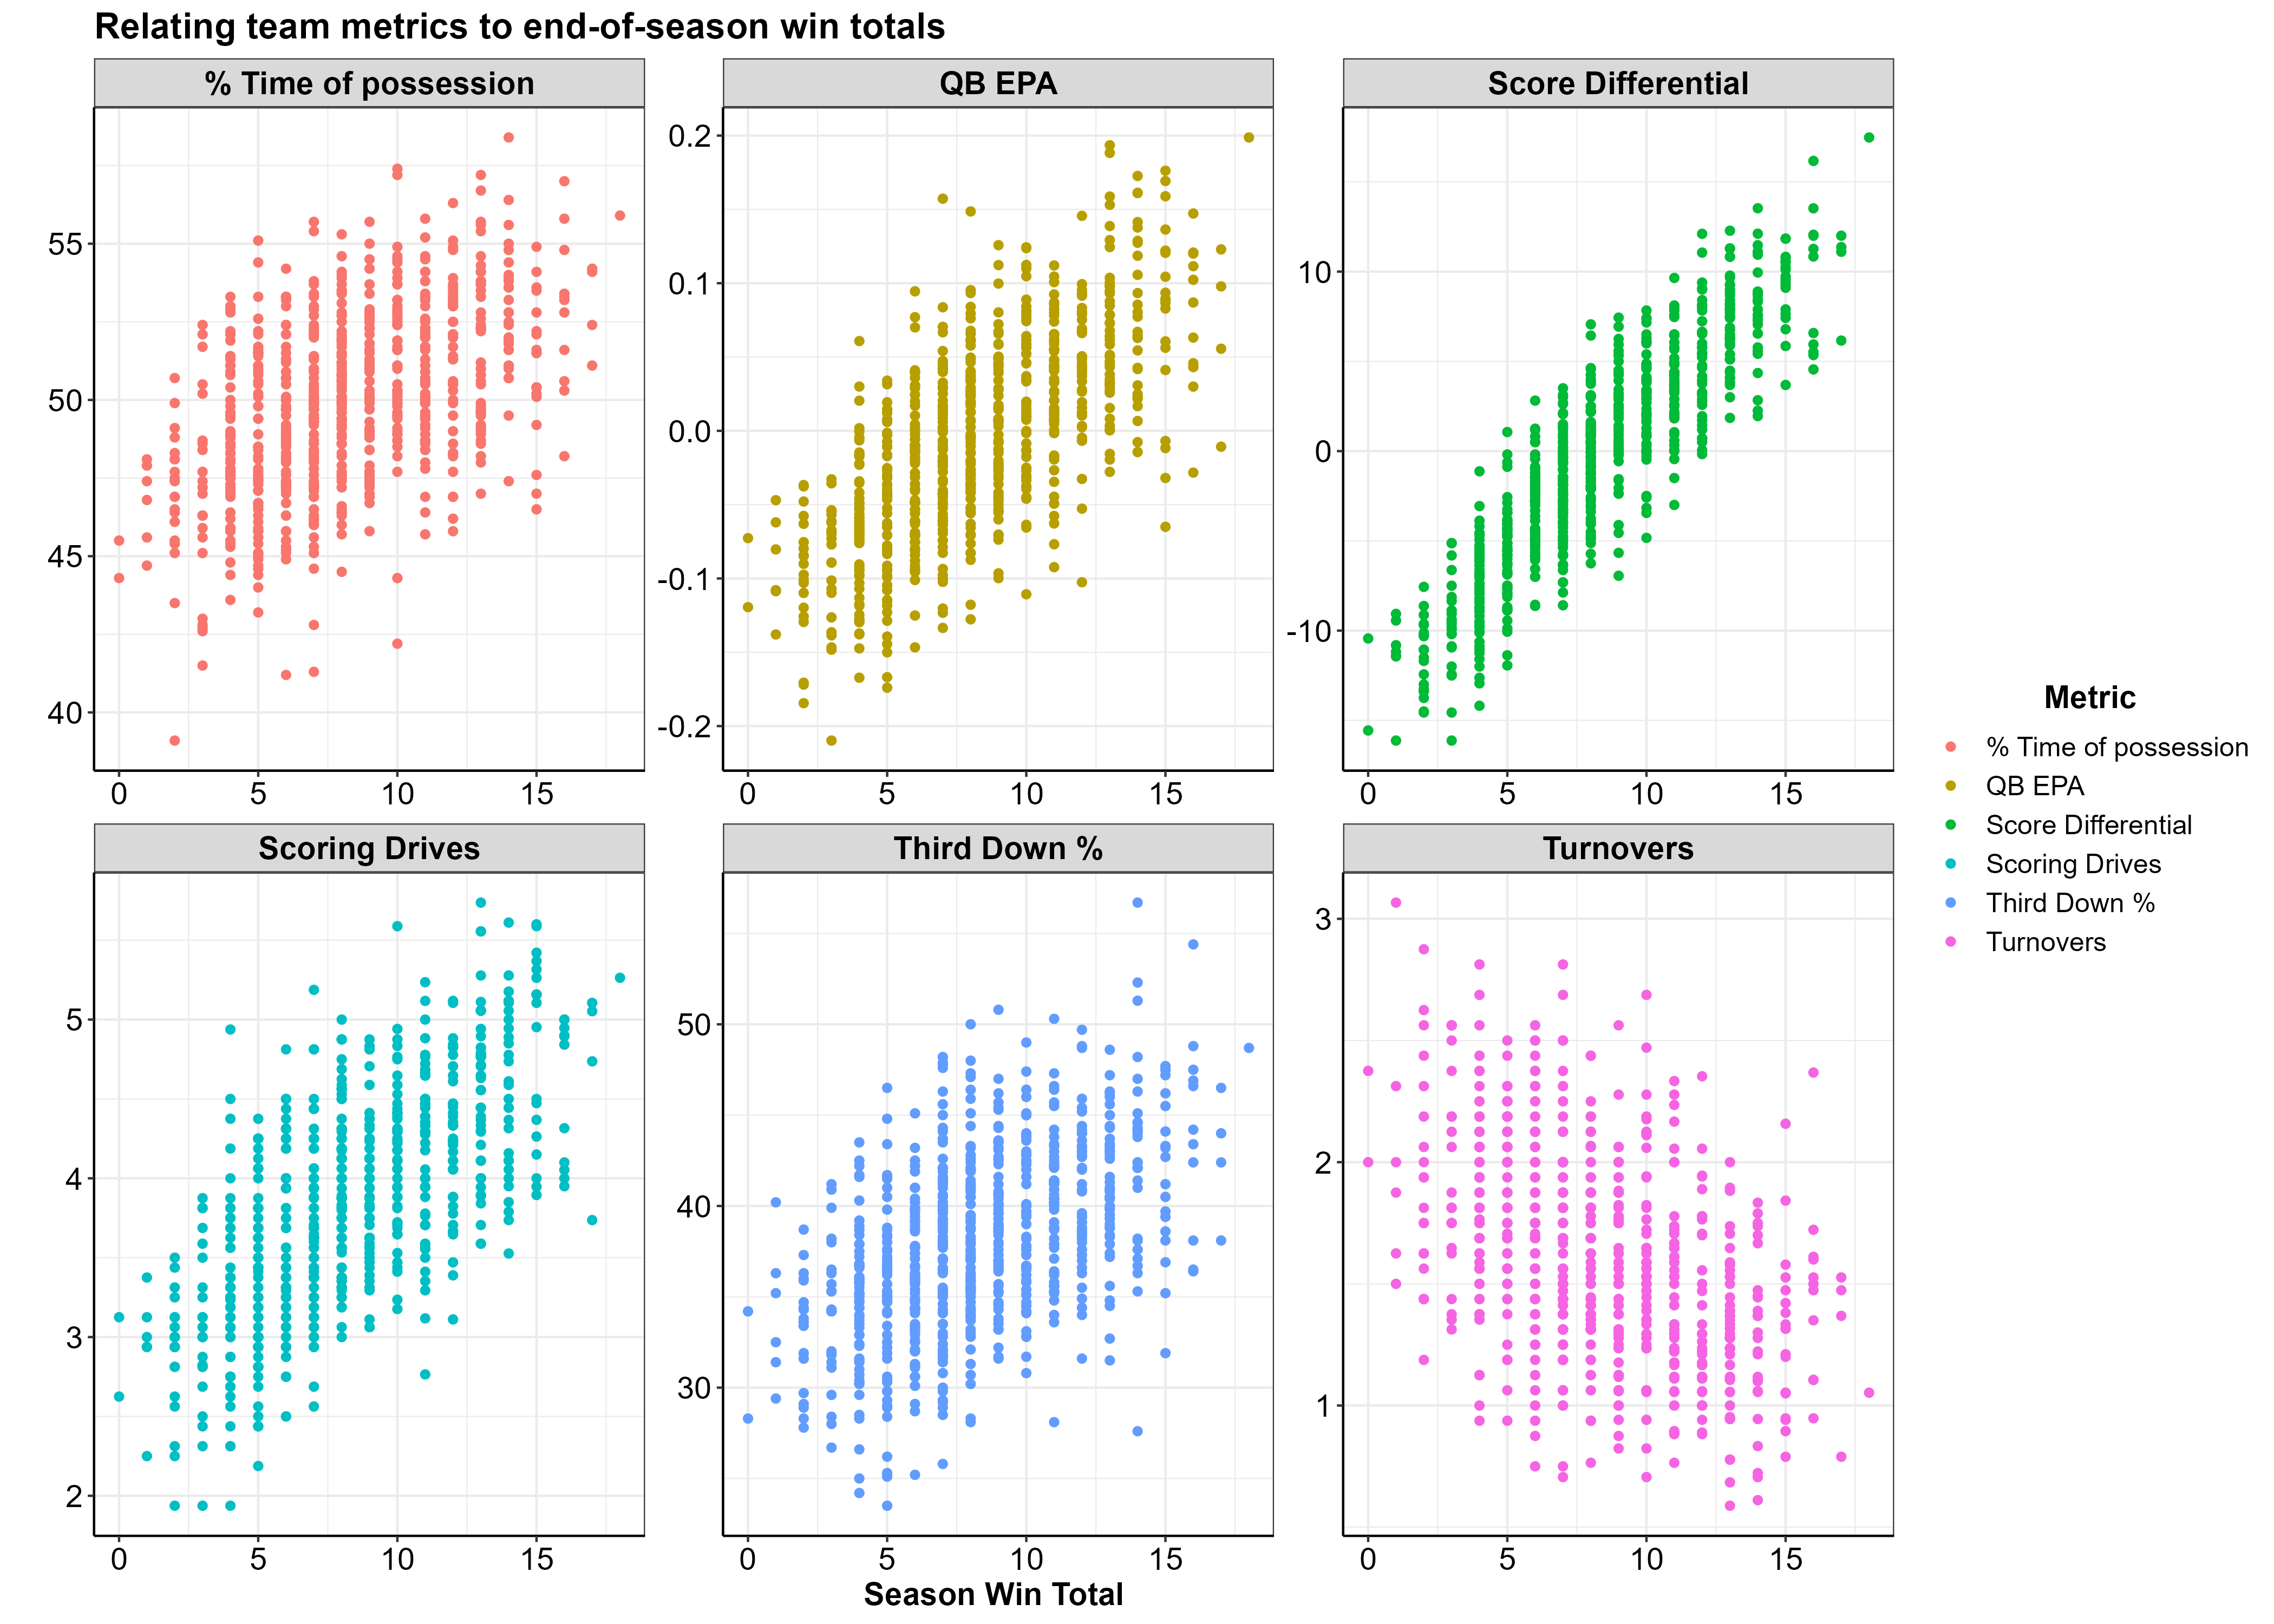 Relating team metrics to end-of-season win totals
% Time of possession
QB EPA
Score Differential
55
50
45
40
0 5 10 15
0.2
0.1
0.0
-0.1
-0.2
0 5 10 15
10
0
-10
0 5 10 15
Scoring Drives
Third Down %
Turnovers
5
4
3
2
0 5 10 15
50
40
30
0 5 10 15
3
2
1
0 5 10 15
Season Win Total
Metric
% Time of possession
QB EPA
Score Differential
Scoring Drives
Third Down %
Turnovers